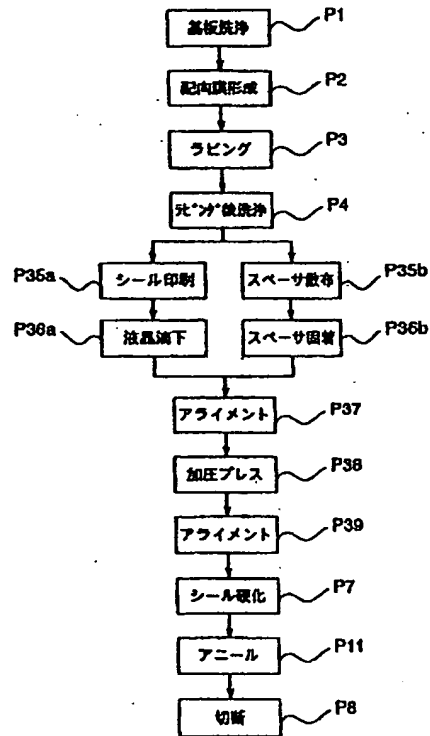 基板洗浄 P1
配向膜形成 P2
ラビング P3
ラビング後洗浄 P4
P35a シール印刷 スペーサ散布 P35b
P36a 液晶滴下 スペーサ固着 P36b
アライメント P37
加圧プレス P38
アライメント P39
シール硬化 P7
アニール P11
切断 P8